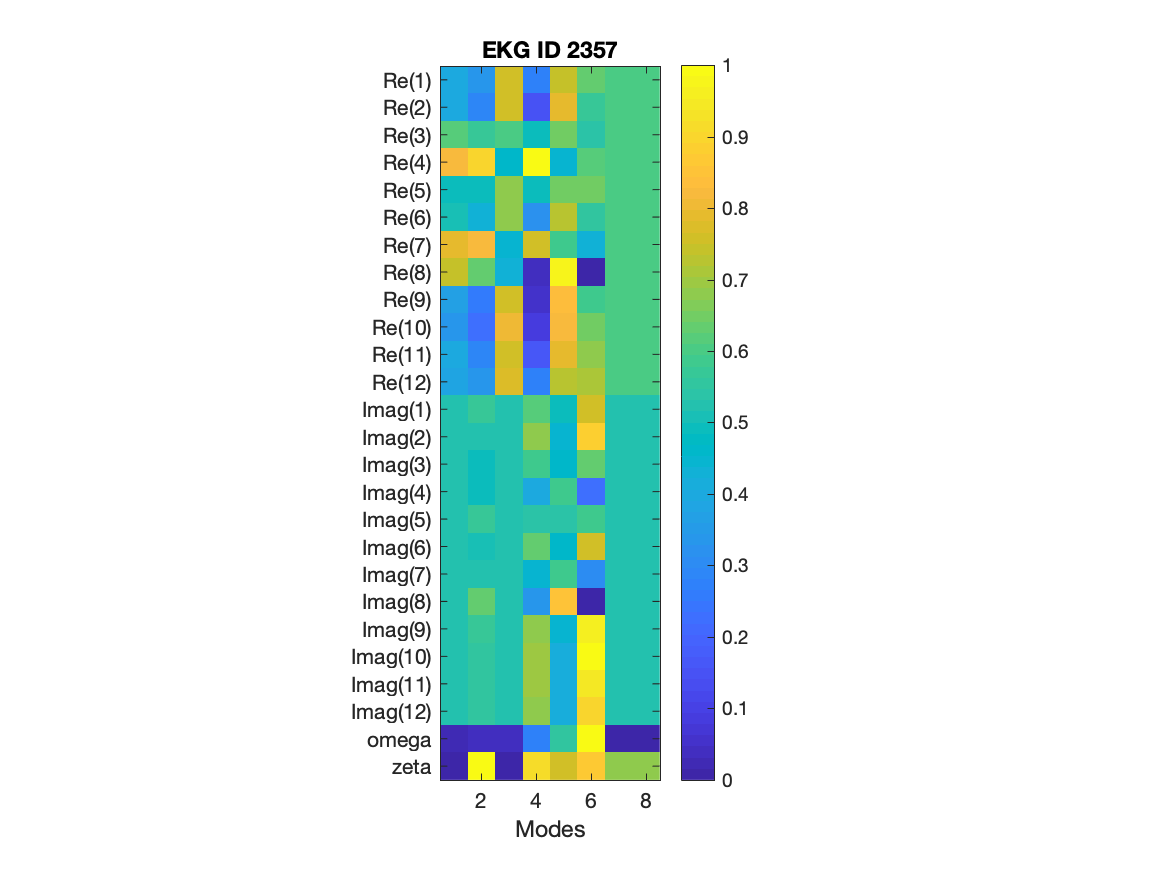 EKG ID 2357
Re(1)
Re(2)
Re(3)
Re(4)
Re(5)
Re(6)
Re(7)
Re(8)
Re(9)
Re(10)
Re(11)
Re(12)
Imag(1)
Imag(2)
Imag(3)
Imag(4)
Imag(5)
Imag(6)
Imag(7)
Imag(8)
Imag(9)
Imag(10)
Imag(11)
Imag(12)
omega
zeta
2 4 6 8
Modes
1
0.9
0.8
0.7
0.6
0.5
0.4
0.3
0.2
0.1
0